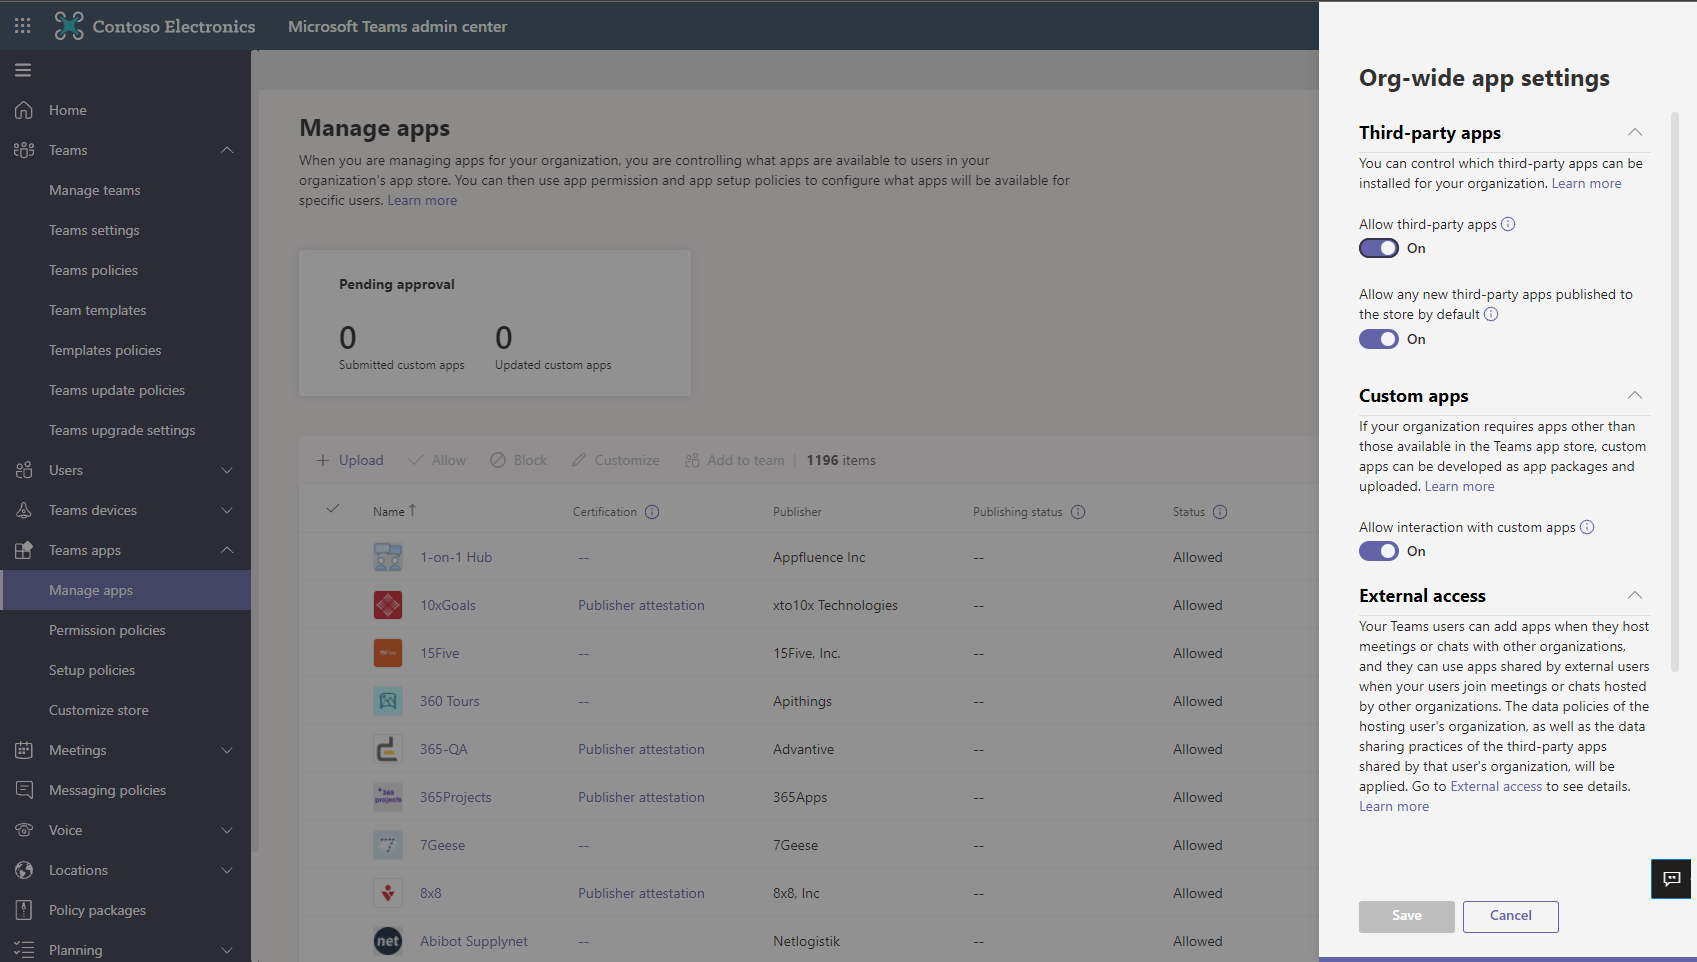 Contoso Electronics
Microsoft Teams admin center
Home
Teams
Manage teams
Teams settings
Teams policies
Team templates
Templates policies
Teams update policies
Teams upgrade settings
Users
Teams devices
Teams apps
Manage apps
Permission policies
Setup policies
Customize store
Meetings
Messaging policies
Voice
Locations
Policy packages
Planning
Manage apps
When you are managing apps for your organization, you are controlling what apps are available to users in your
organization's app store. You can then use app permission and app setup policies to configure what apps will be available for
specific users. Learn more
Pending approval
0 0
Submitted custom apps Updated custom apps
Upload Allow Block Customize Add to team 1196 items
Name Certification Publisher Publishing status Status
1-on-1 Hub -- Appfluence Inc -- Allowed
10xGoals Publisher attestation xto10x Technologies -- Allowed
15Five -- 15Five, Inc. -- Allowed
360 Tours -- Apithings -- Allowed
365-QA Publisher attestation Advantive -- Allowed
365 projects 365Projects Publisher attestation 365Apps -- Allowed
7Geese -- 7Geese -- Allowed
8x8 Publisher attestation 8x8, Inc -- Allowed
net Abibot Supplynet -- Netlogistik -- Allowed
Org-wide app settings
Third-party apps
You can control which third-party apps can be
installed for your organization. Learn more
Allow third-party apps
On
Allow any new third-party apps published to
the store by default
On
Custom apps
If your organization requires apps other than
those available in the Teams app store, custom
apps can be developed as app packages and
uploaded. Learn more
Allow interaction with custom apps
On
External access
Your Teams users can add apps when they host
meetings or chats with other organizations,
and they can use apps shared by external users
when your users join meetings or chats hosted
by other organizations. The data policies of the
hosting user's organization, as well as the data
sharing practices of the third-party apps
shared by that user's organization, will be
applied. Go to External access to see details.
Learn more
Save Cancel